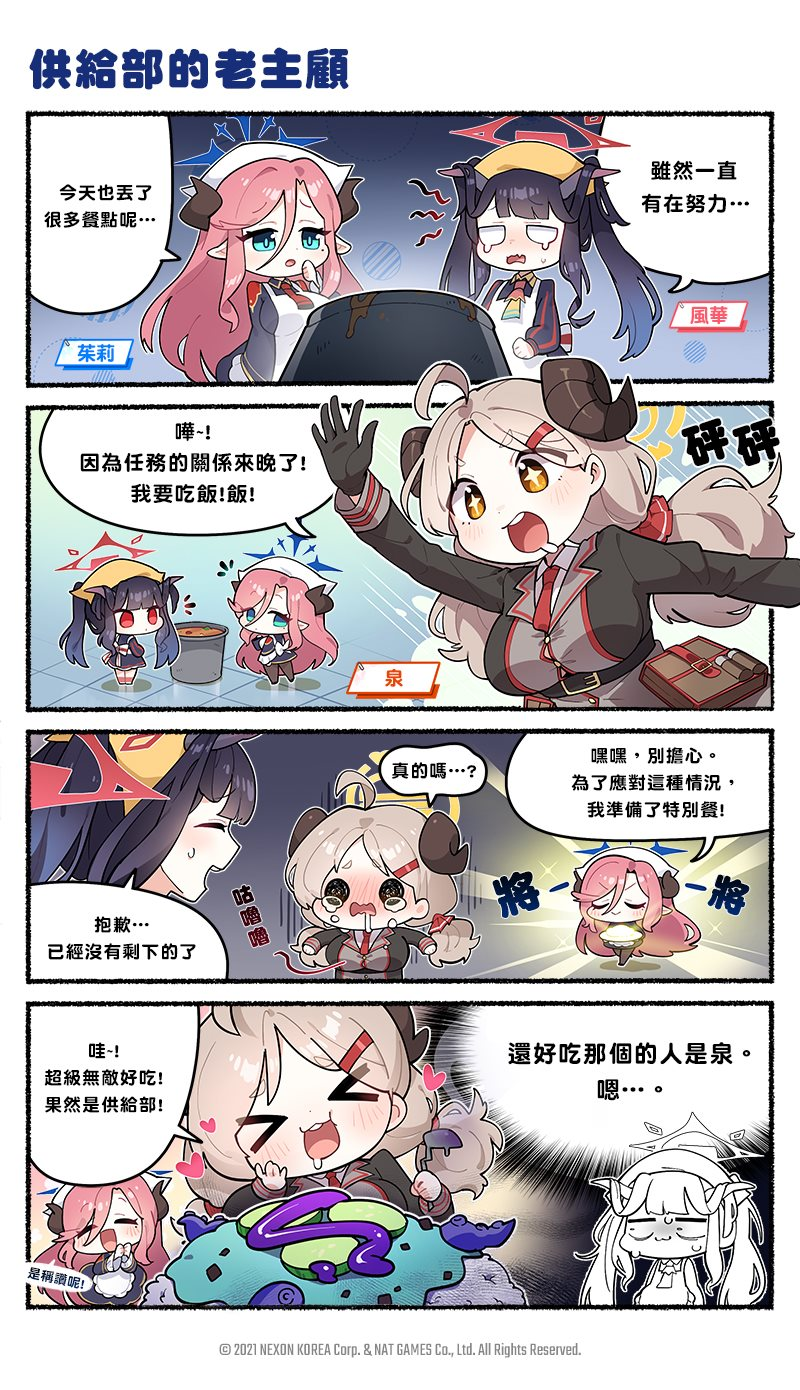 供給部的老主顧
今天也丟了
很多餐點呢…
雖然一直
有在努力…
茱莉
風華
嘩~!
因為任務的關係來晚了!
我要吃飯!飯!
砰砰
泉
抱歉…
已經沒有剩下的了
咕嚕嚕
真的嗎…?
嘿嘿,別擔心。
為了應對這種情況,
我準備了特別餐!
將-
-將
哇~!
超級無敵好吃!
果然是供給部!
是稱讚呢!
還好吃那個的人是泉。
嗯…。
© 2021 NEXON KOREA Corp. & NAT GAMES Co., Ltd. All Rights Reserved.